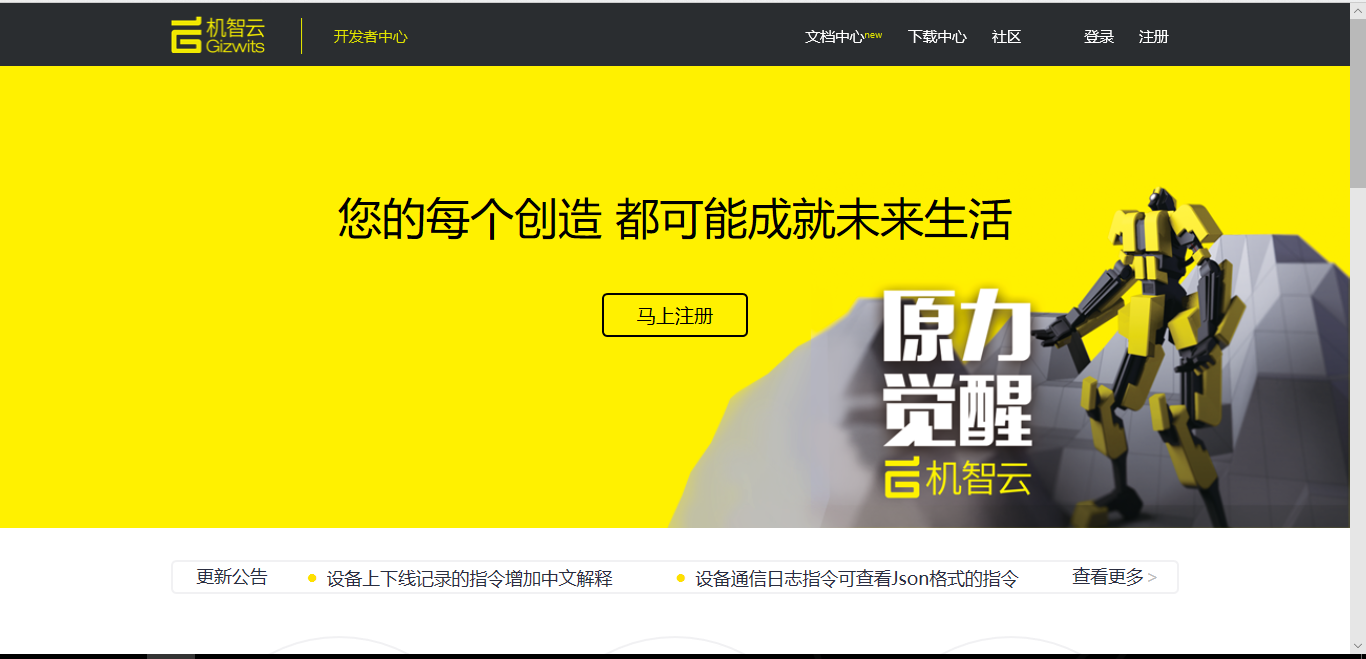 机智云
Gizwits
开发者中心
文档中心new
下载中心
社区
登录
注册
您的每个创造 都可能成就未来生活
马上注册
原力
觉醒
机智云
更新公告
设备上下线记录的指令增加中文解释
设备通信日志指令可查看Json格式的指令
查看更多 >